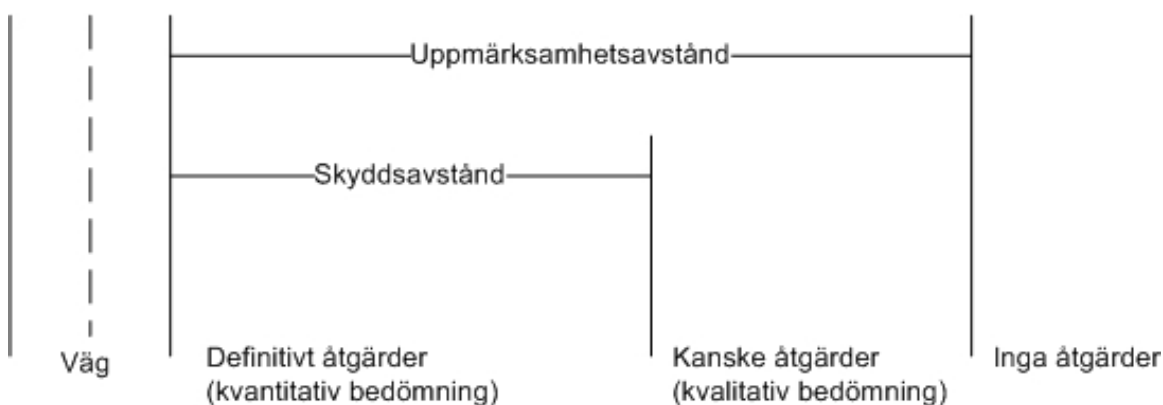 Uppmärksamhetsavstånd
Skyddsavstånd
Väg
Definitivt åtgärder
(kvantitativ bedömning)
Kanske åtgärder
(kvalitativ bedömning)
Inga åtgärder